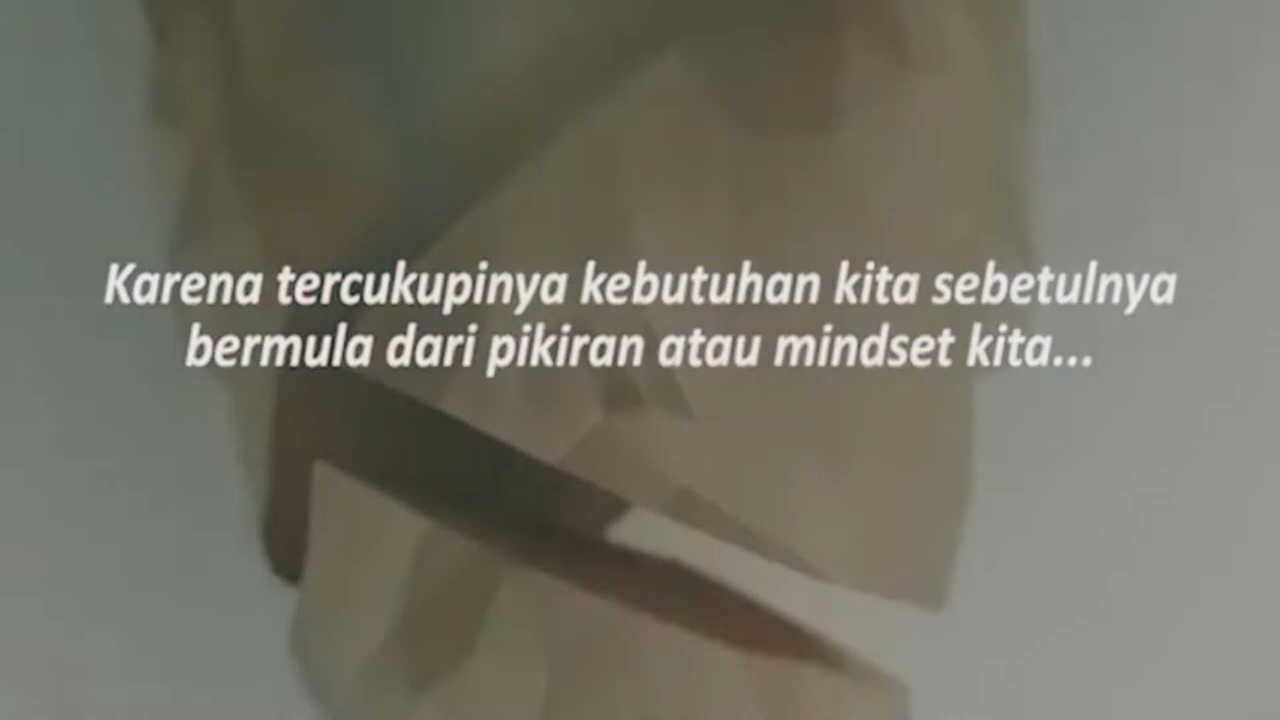 Karena tercukupinya kebutuhan kita sebetulnya
bermula dari pikiran atau mindset kita...